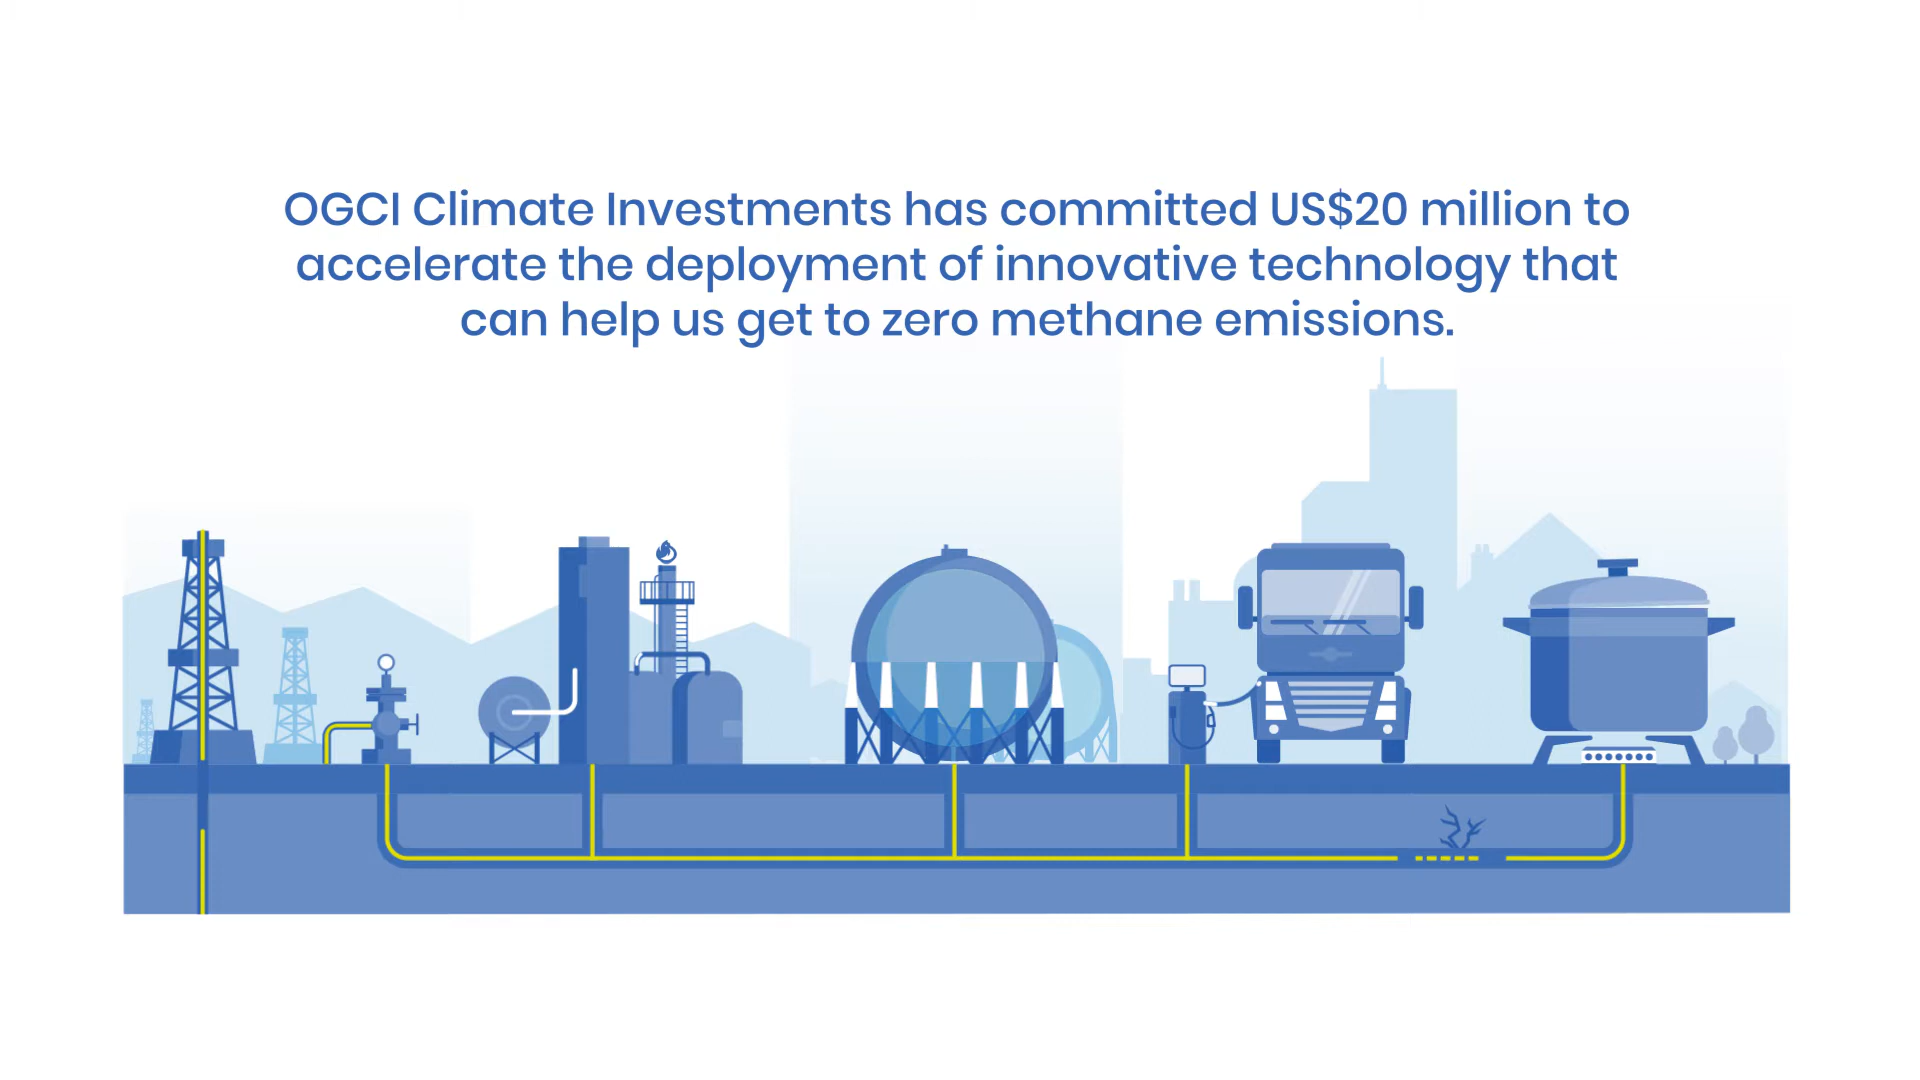 OGCI Climate Investments has committed US$20 million to
accelerate the deployment of innovative technology that
can help us get to zero methane emissions.